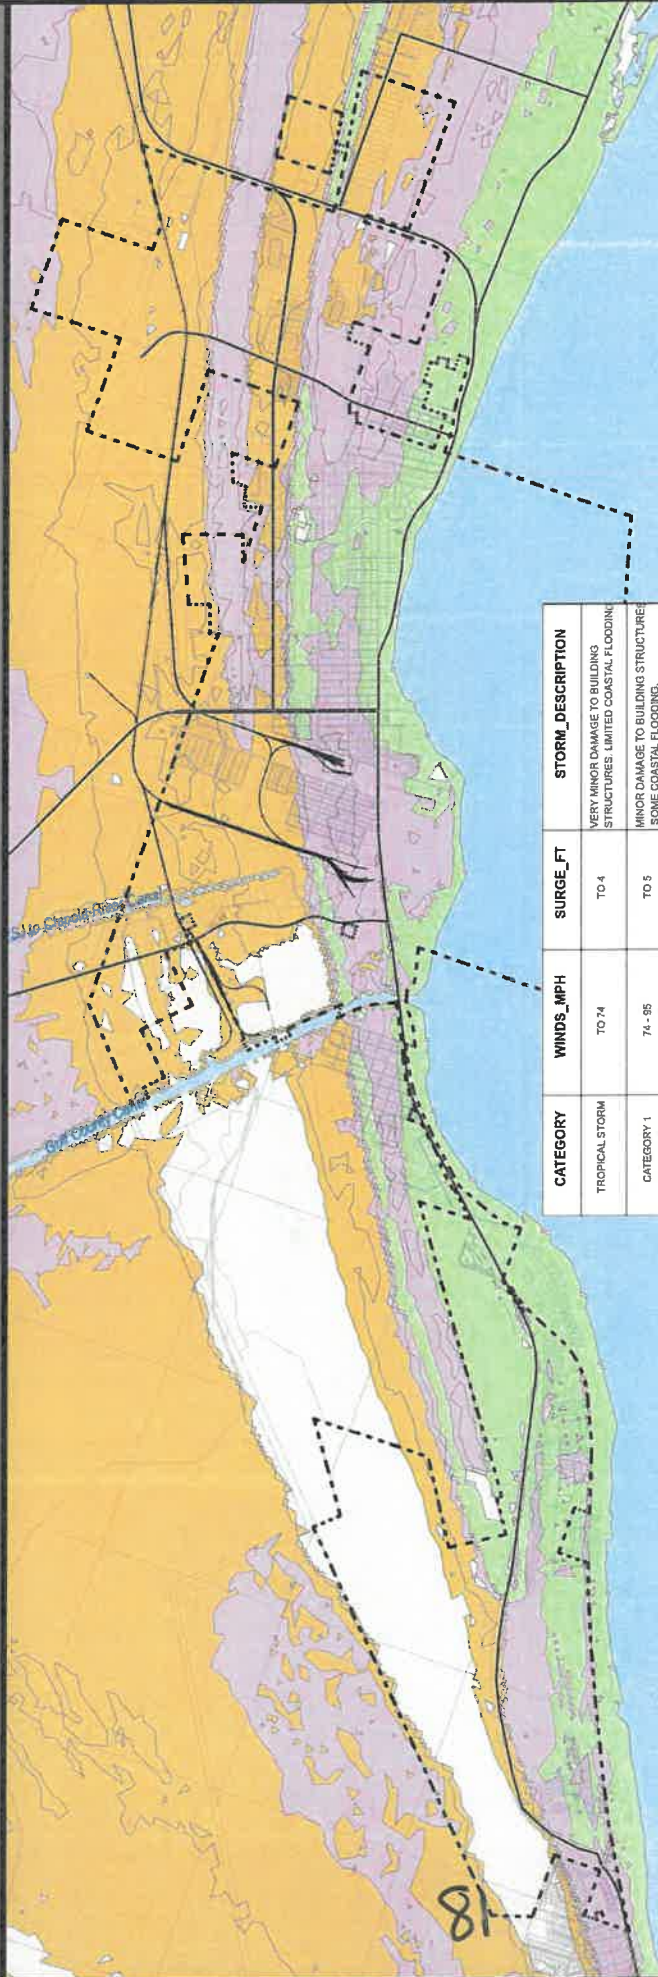 Gulf County Canal
CATEGORY WINDS_MPH SURGE_FT STORM_DESCRIPTION
TROPICAL STORM TO 74 TO 4 VERY MINOR DAMAGE TO BUILDING
STRUCTURES. LIMITED COASTAL FLOODING
CATEGORY 1 74 - 95 TO 5 MINOR DAMAGE TO BUILDING STRUCTURES
SOME COASTAL FLOODING.
18